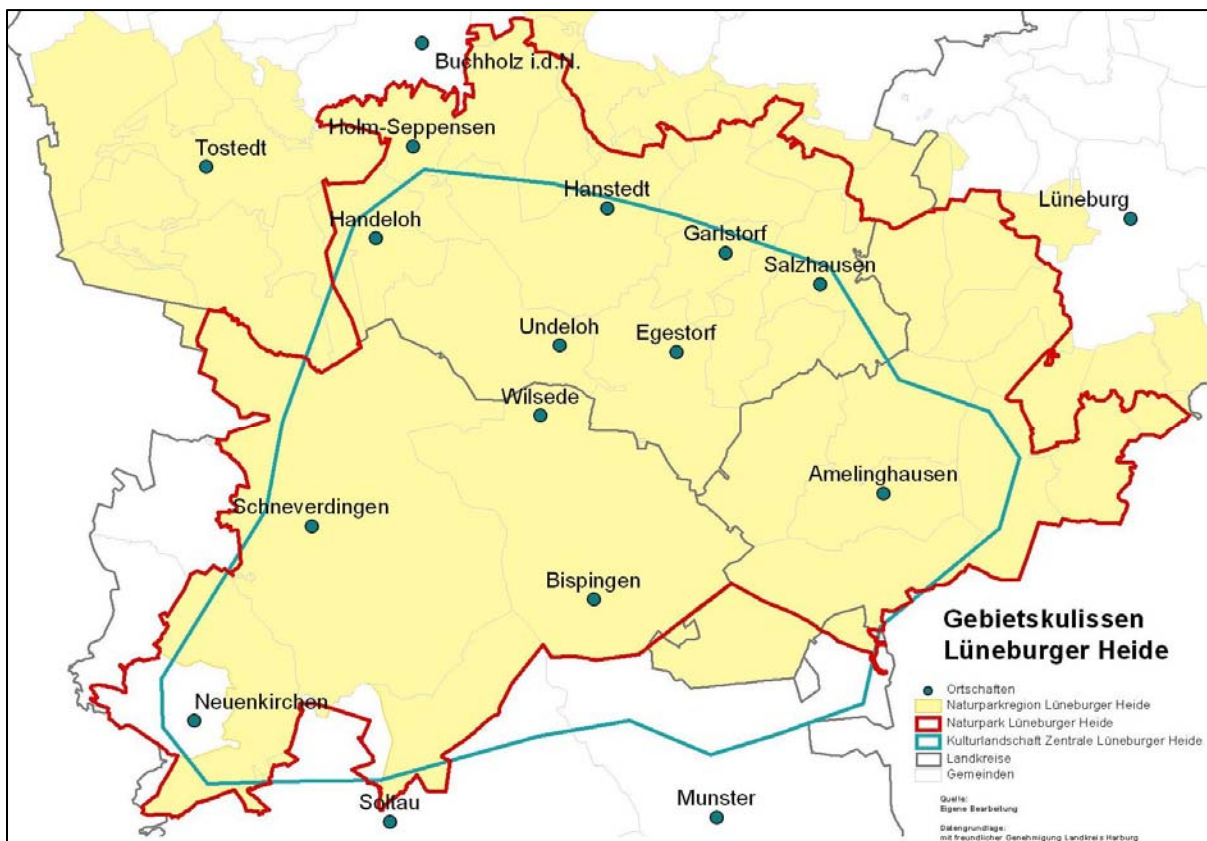 Buchholz i.d.N.
Holm-Seppensen
Tostedt
Hanstedt
Lüneburg
Handeloh
Garlstorf
Salzhausen
Undeloh
Egestorf
Wilsede
Amelinghausen
Schneverdingen
Bispingen
Neuenkirchen
Soltau
Munster
Gebietskulissen
Lüneburger Heide
Ortschaften
Naturparkregion Lüneburger Heide
Naturpark Lüneburger Heide
Kulturlandschaft Zentrale Lüneburger Heide
Landkreise
Gemeinden
Quelle:
Eigene Bearbeitung
Datengrundlage:
mit freundlicher Genehmigung Landkreis Harburg